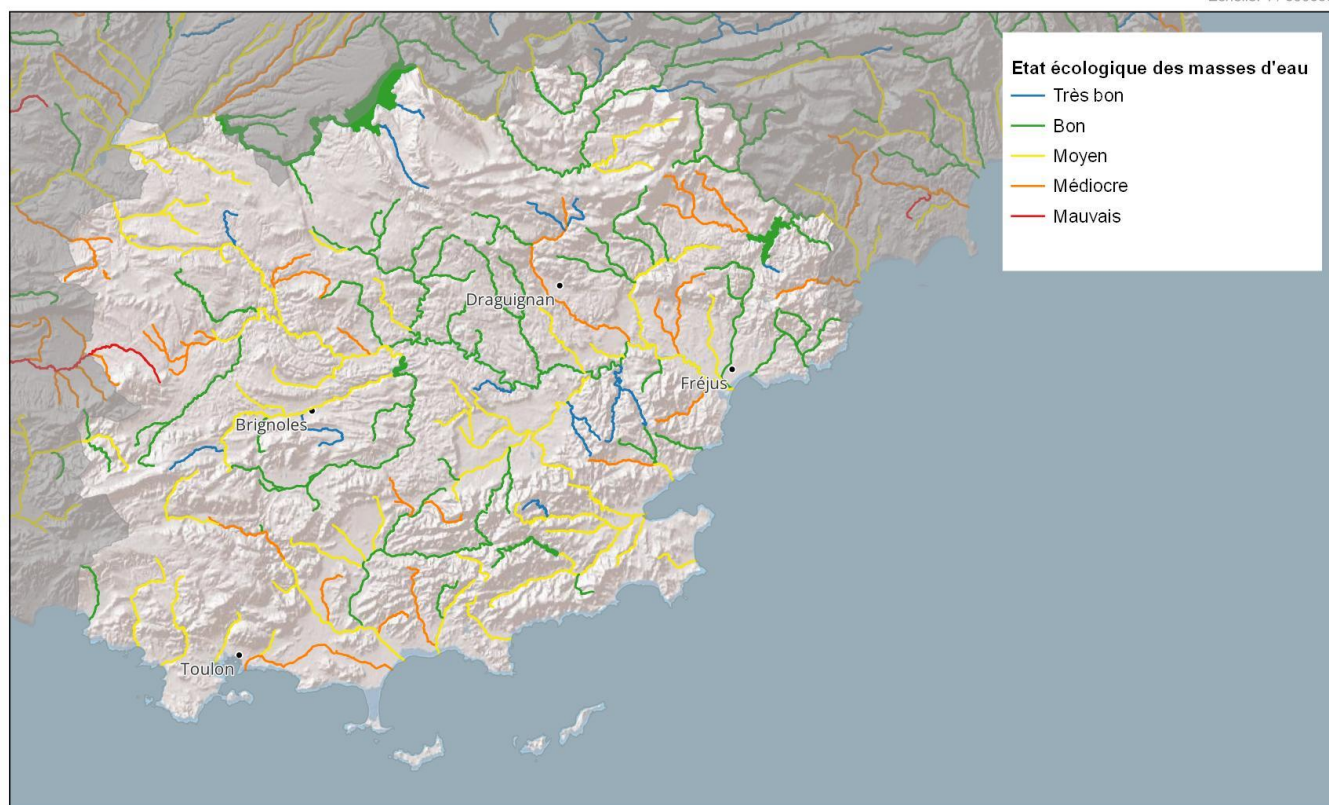 Etat écologique des masses d'eau
Très bon
Bon
Moyen
Médiocre
Mauvais
Draguignan
Fréjus
Brignoles
Toulon